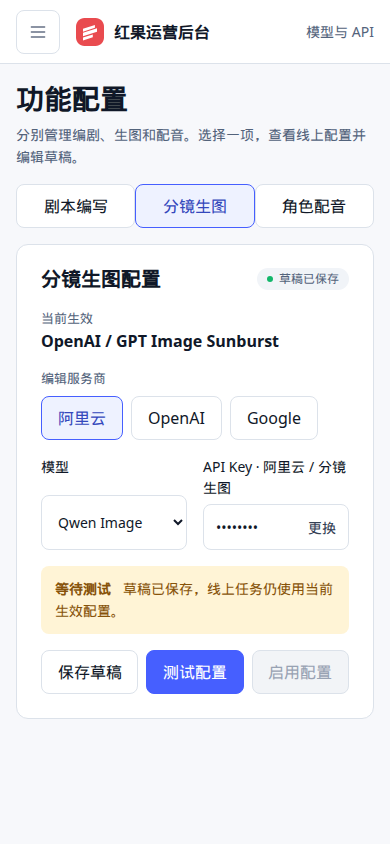 红果运营后台
模型与 API
功能配置
分别管理编剧、生图和配音。选择一项，查看线上配置并
编辑草稿。
剧本编写
分镜生图
角色配音
分镜生图配置
草稿已保存
当前生效
OpenAI / GPT Image Sunburst
编辑服务商
阿里云
OpenAI
Google
模型
API Key · 阿里云 / 分镜
生图
Qwen Image
••••••••
更换
等待测试 草稿已保存，线上任务仍使用当前
生效配置。
保存草稿
测试配置
启用配置